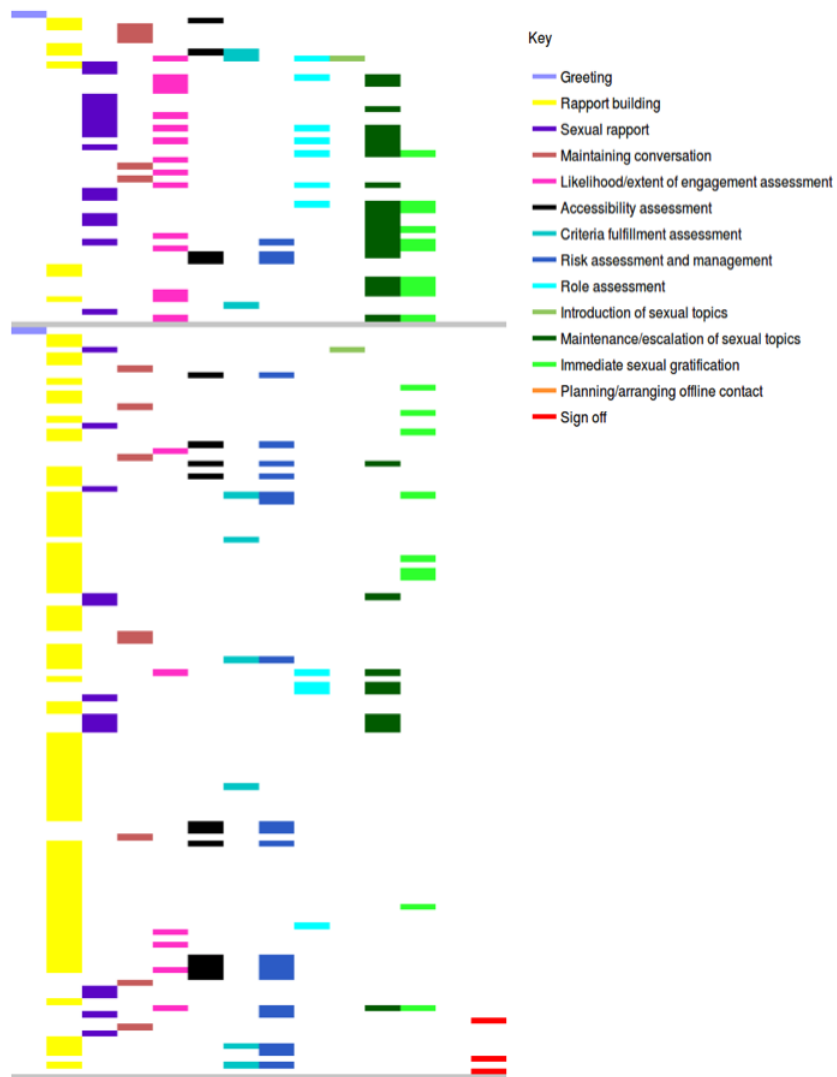 Key
Greeting
Rapport building
Sexual rapport
Maintaining conversation
Likelihood/extent of engagement assessment
Accessibility assessment
Criteria fulfillment assessment
Risk assessment and management
Role assessment
Introduction of sexual topics
Maintenance/escalation of sexual topics
Immediate sexual gratification
Planning/arranging offline contact
Sign off